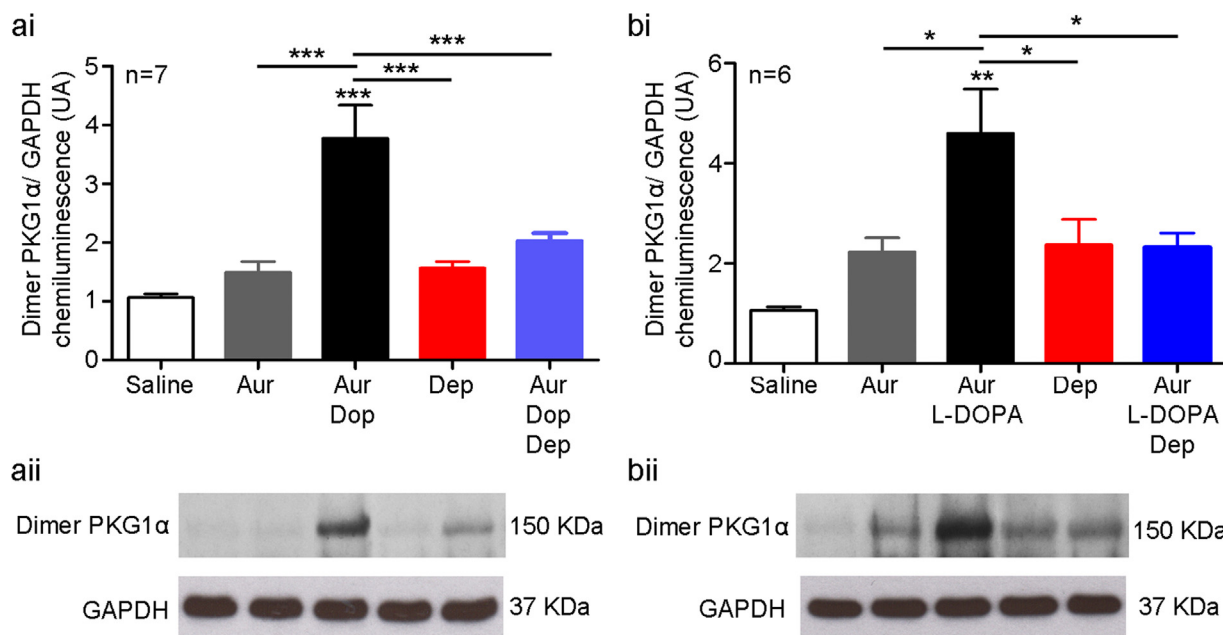 ai
Dimer PKG1α/ GAPDH
chemiluminescence (UA)
5
4
3
2
1
0
n=7
***
***
***
***
Saline
Aur
Aur
Dop
Dep
Aur
Dop
Dep
bi
Dimer PKG1α/ GAPDH
chemiluminescence (UA)
6
4
2
0
n=6
*
*
*
**
Saline
Aur
Aur
L-DOPA
Dep
Aur
L-DOPA
Dep
aii
Dimer PKG1α
150 KDa
GAPDH
37 KDa
bii
Dimer PKG1α
150 KDa
GAPDH
37 KDa